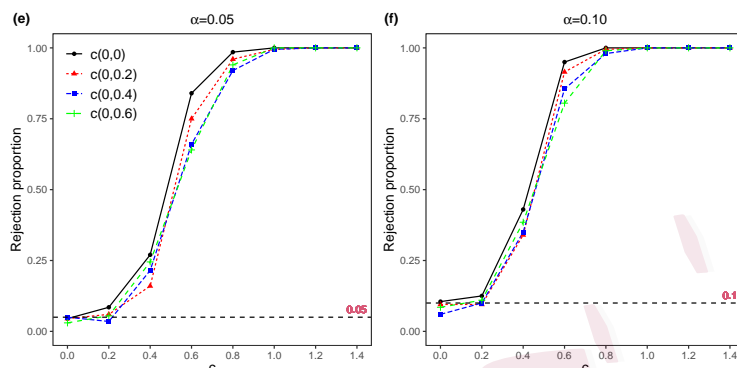 (e)
α=0.05
Rejection proportion
1.00
0.75
0.50
0.25
0.00
c(0,0)
c(0,0.2)
c(0,0.4)
c(0,0.6)
0.05
0.0 0.2 0.4 0.6 0.8 1.0 1.2 1.4
(f)
α=0.10
Rejection proportion
1.00
0.75
0.50
0.25
0.00
0.1
0.0 0.2 0.4 0.6 0.8 1.0 1.2 1.4